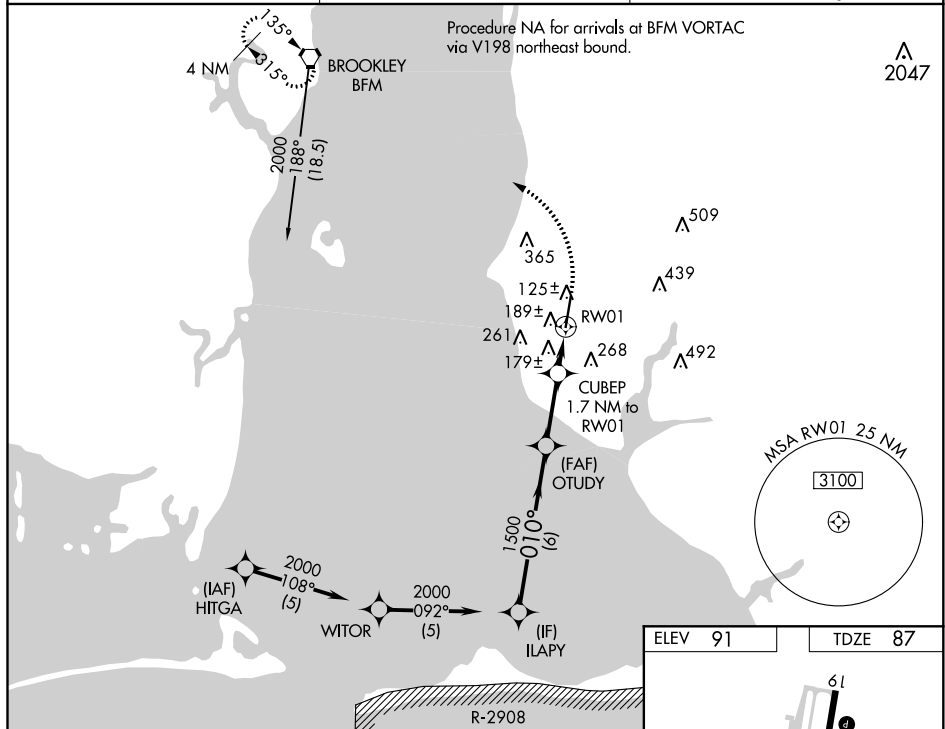 Procedure NA for arrivals at BFM VORTAC
via V198 northeast bound.
135°
315°
4 NM
BROOKLEY
BFM
2047
2000
188°
(18.5)
509
365
439
125±
189±
RW01
261
179±
268
492
CUBEP
1.7 NM to
RW01
MSA RW01 25 NM
3100
(FAF)
OTUDY
1500
010°
(6)
2000
108°
(5)
(IAF)
HITGA
2000
092°
(5)
WITOR
(IF)
ILAPY
ELEV 91
TDZE 87
19
P
R-2908